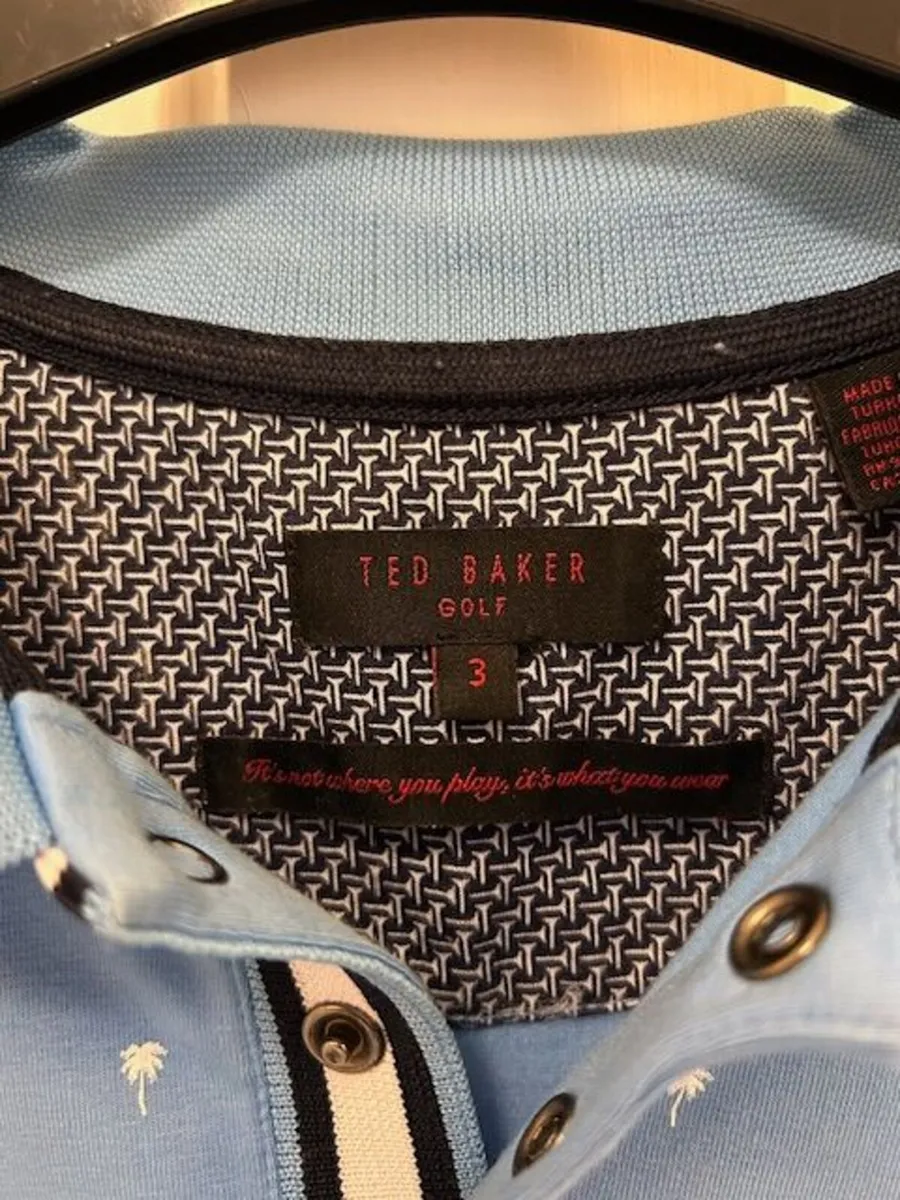 TED BAKER
GOLF
3
It's not where you play, it's what you wear
MADE